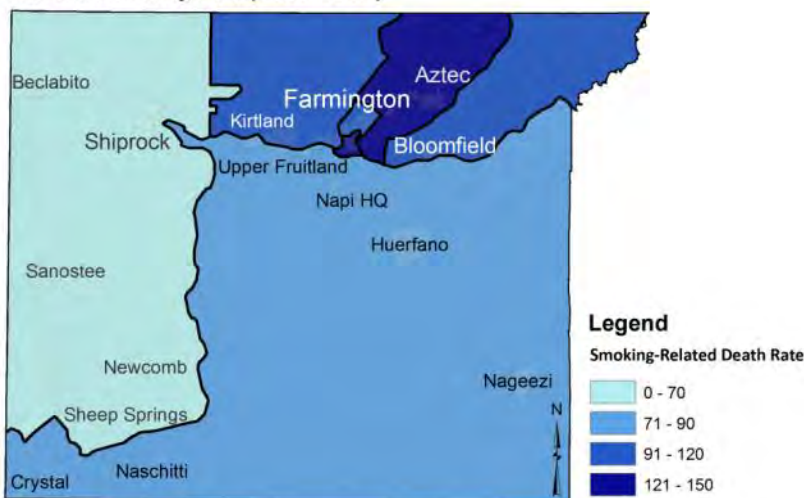 Beclabito
Aztec
Farmington
Kirtland
Shiprock
Bloomfield
Upper Fruitland
Napi HQ
Huerfano
Sanostee
Newcomb
Nageezi
Sheep Springs
Naschitti
Crystal
N
Legend
Smoking-Related Death Rate
0 - 70
71 - 90
91 - 120
121 - 150